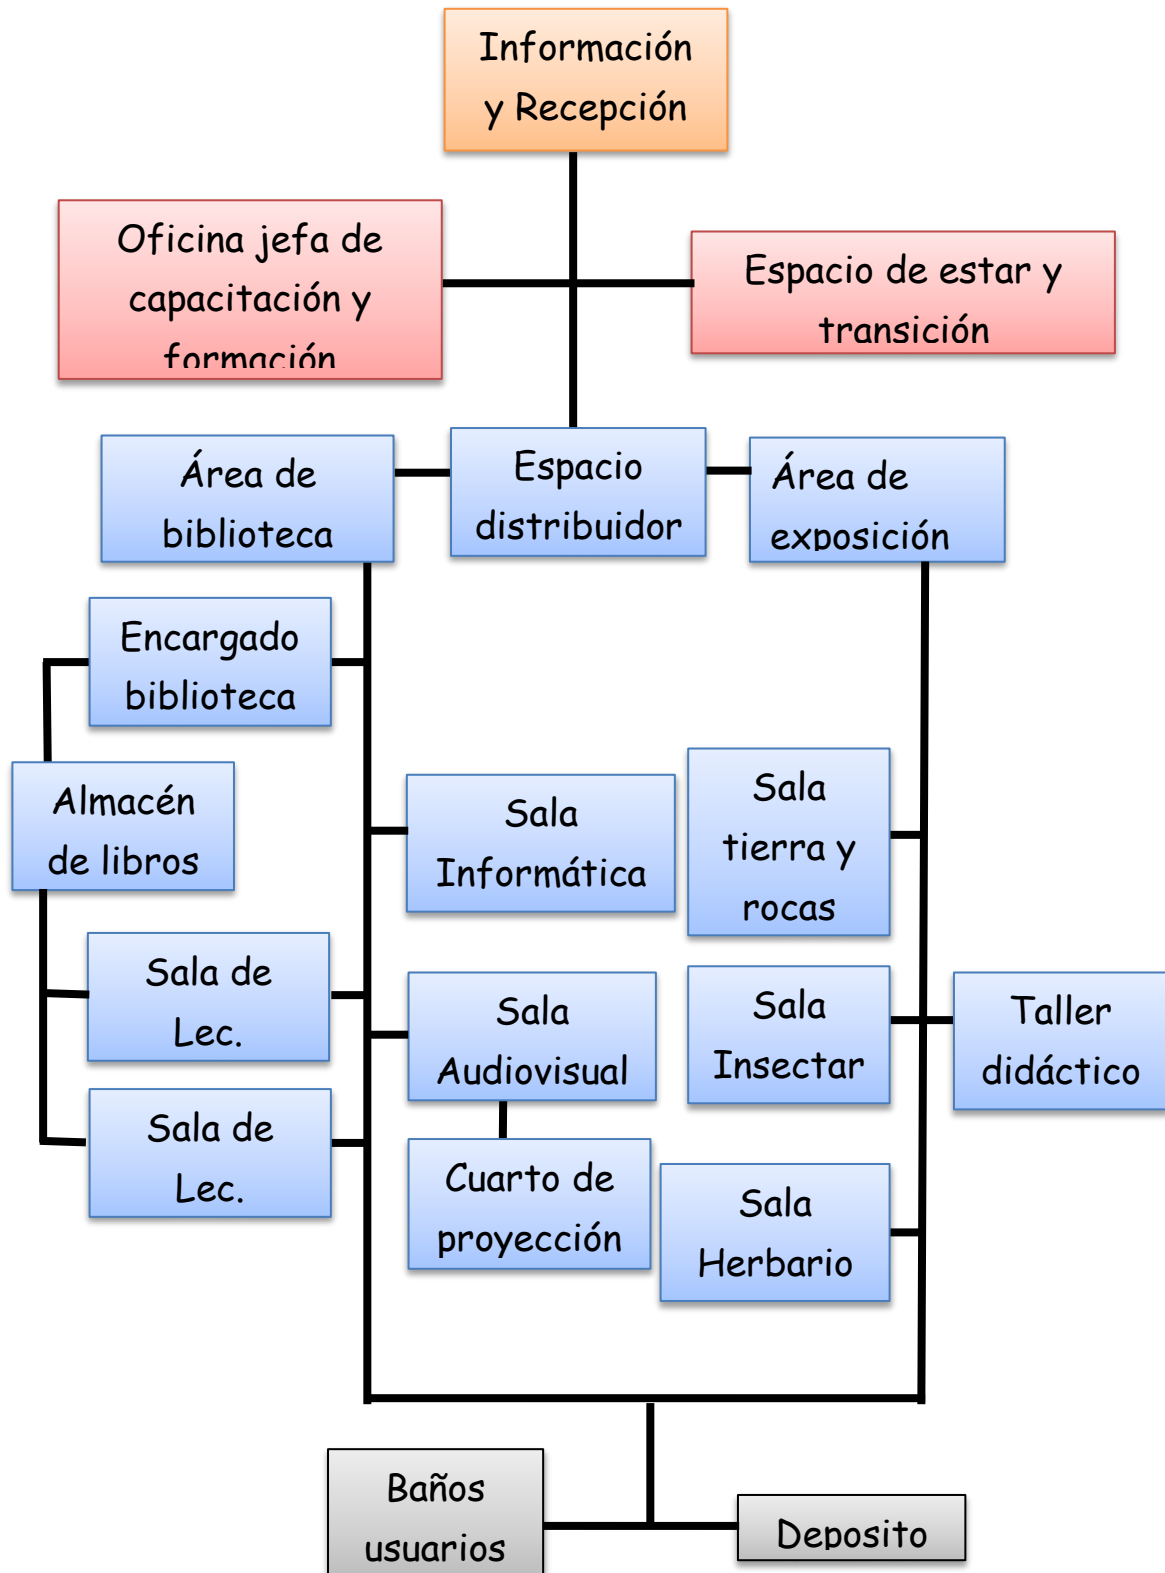 Información
y Recepción
Oficina jefa de
capacitación y
formación
Espacio de estar y
transición
Área de
biblioteca
Espacio
distribuidor
Área de
exposición
Encargado
biblioteca
Almacén
de libros
Sala
Informática
Sala
tierra y
rocas
Sala de
Lec.
Sala
Audiovisual
Sala
Insectar
Taller
didáctico
Sala de
Lec.
Cuarto de
proyección
Sala
Herbario
Baños
usuarios
Deposito